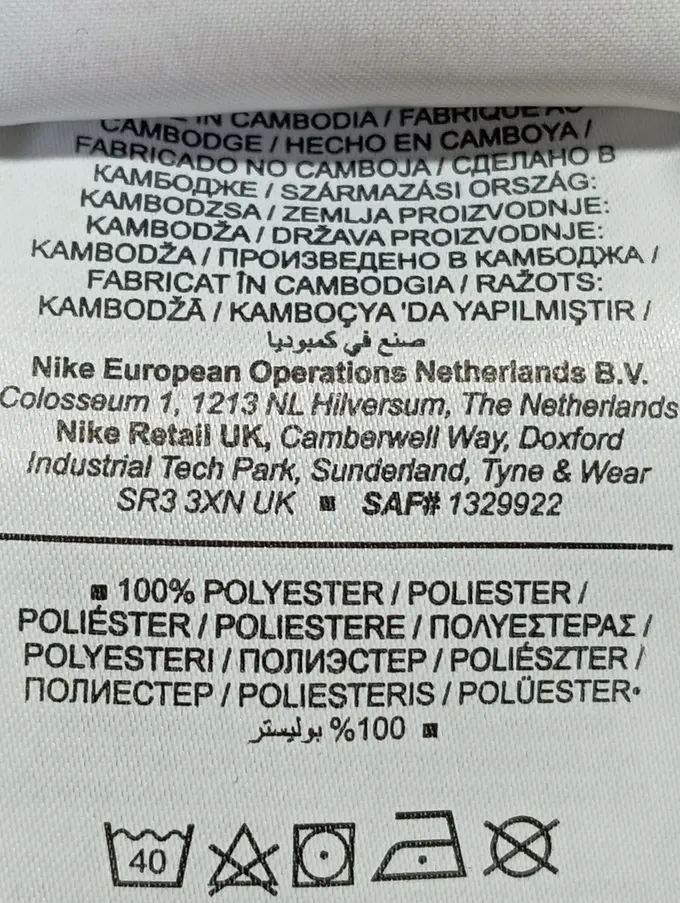 IN CAMBODIA / FABRIQUÉ AU
CAMBODGE / HECHO EN CAMBOYA /
FABRICADO NO CAMBOJA / СДЕЛАНО В
КАМБОДЖЕ / SZÁRMAZÁSI ORSZÁG:
KAMBODZSA / ZEMLJA PROIZVODNJE:
KAMBODŽA / DRŽAVA PROIZVODNJE:
KAMBODŽA / ПРОИЗВЕДЕНО В КАМБОДЖА /
FABRICAT ÎN CAMBODGIA / RAŽOTS:
KAMBODŽĀ / KAMBOÇYA 'DA YAPILMIŞTIR /
صنع في كمبوديا
Nike European Operations Netherlands B.V.
Colosseum 1, 1213 NL Hilversum, The Netherlands
Nike Retail UK, Camberwell Way, Doxford
Industrial Tech Park, Sunderland, Tyne & Wear
SR3 3XN UK SAF# 1329922
100% POLYESTER / POLIESTER /
POLIÉSTER / POLIESTERE / ΠΟΛΥΕΣΤΕΡΑΣ /
POLYESTERI / ПОЛИЭСТЕР / POLIÉSZTER /
ПОЛИЕСТЕР / POLIESTERIS / POLÜESTER•
100% بوليستر
40